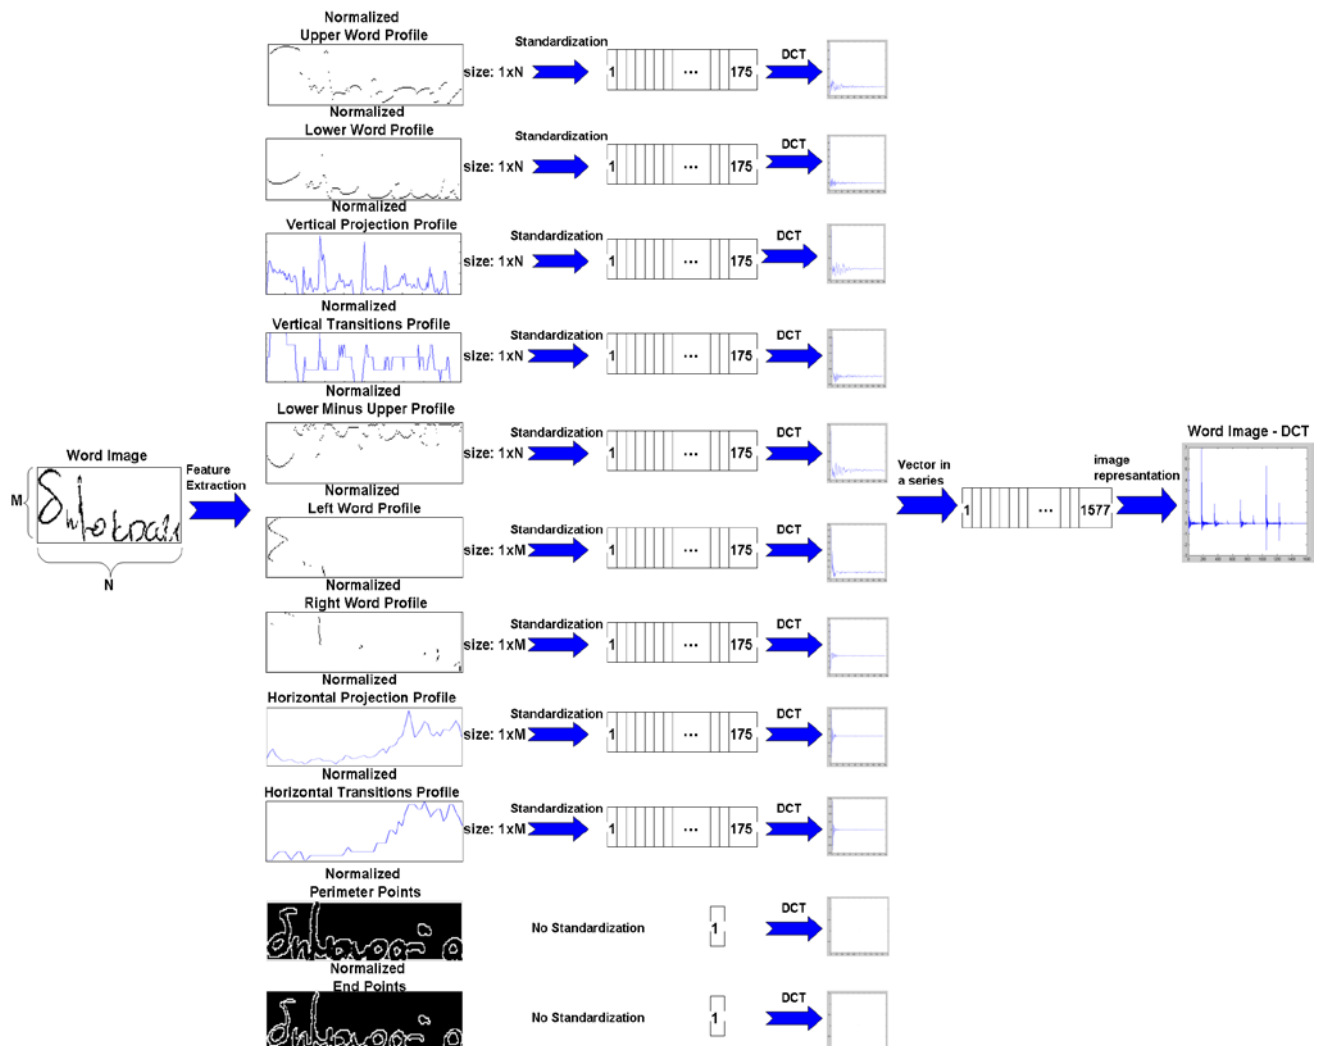 Normalized
Upper Word Profile
size: 1xN
Standardization
1 ... 175
DCT
Normalized
Lower Word Profile
size: 1xN
Standardization
1 ... 175
DCT
Normalized
Vertical Projection Profile
size: 1xN
Standardization
1 ... 175
DCT
Normalized
Vertical Transitions Profile
size: 1xN
Standardization
1 ... 175
DCT
Normalized
Lower Minus Upper Profile
size: 1xN
Standardization
1 ... 175
DCT
Word Image
M
N
Feature
Extraction
Normalized
Left Word Profile
size: 1xM
Standardization
1 ... 175
DCT
Vector in
a series
1 ... 1577
image
represantation
Word Image - DCT
Normalized
Right Word Profile
size: 1xM
Standardization
1 ... 175
DCT
Normalized
Horizontal Projection Profile
size: 1xM
Standardization
1 ... 175
DCT
Normalized
Horizontal Transitions Profile
size: 1xM
Standardization
1 ... 175
DCT
Normalized
Perimeter Points
No Standardization
1
DCT
Normalized
End Points
No Standardization
1
DCT